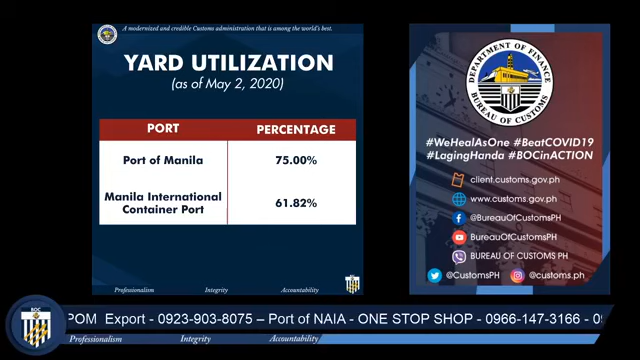 A modernized and credible Customs administration that is among the world's best.
YARD UTILIZATION
(as of May 2, 2020)
PORT PERCENTAGE
Port of Manila 75.00%
Manila International
Container Port 61.82%
Professionalism Integrity Accountability
DEPARTMENT OF FINANCE
BUREAU OF CUSTOMS
#WeHealAsOne #BeatCOVID19
#LagingHanda #BOCinACTION
client.customs.gov.ph
www.customs.gov.ph
@BureauOfCustomsPH
BureauOfCustomsPH
BUREAU OF CUSTOMS PH
@CustomsPH @customs.ph
BOC
POM Export - 0923-903-8075 – Port of NAIA - ONE STOP SHOP - 0966-147-3166 - 09
Professionalism Integrity Accountability